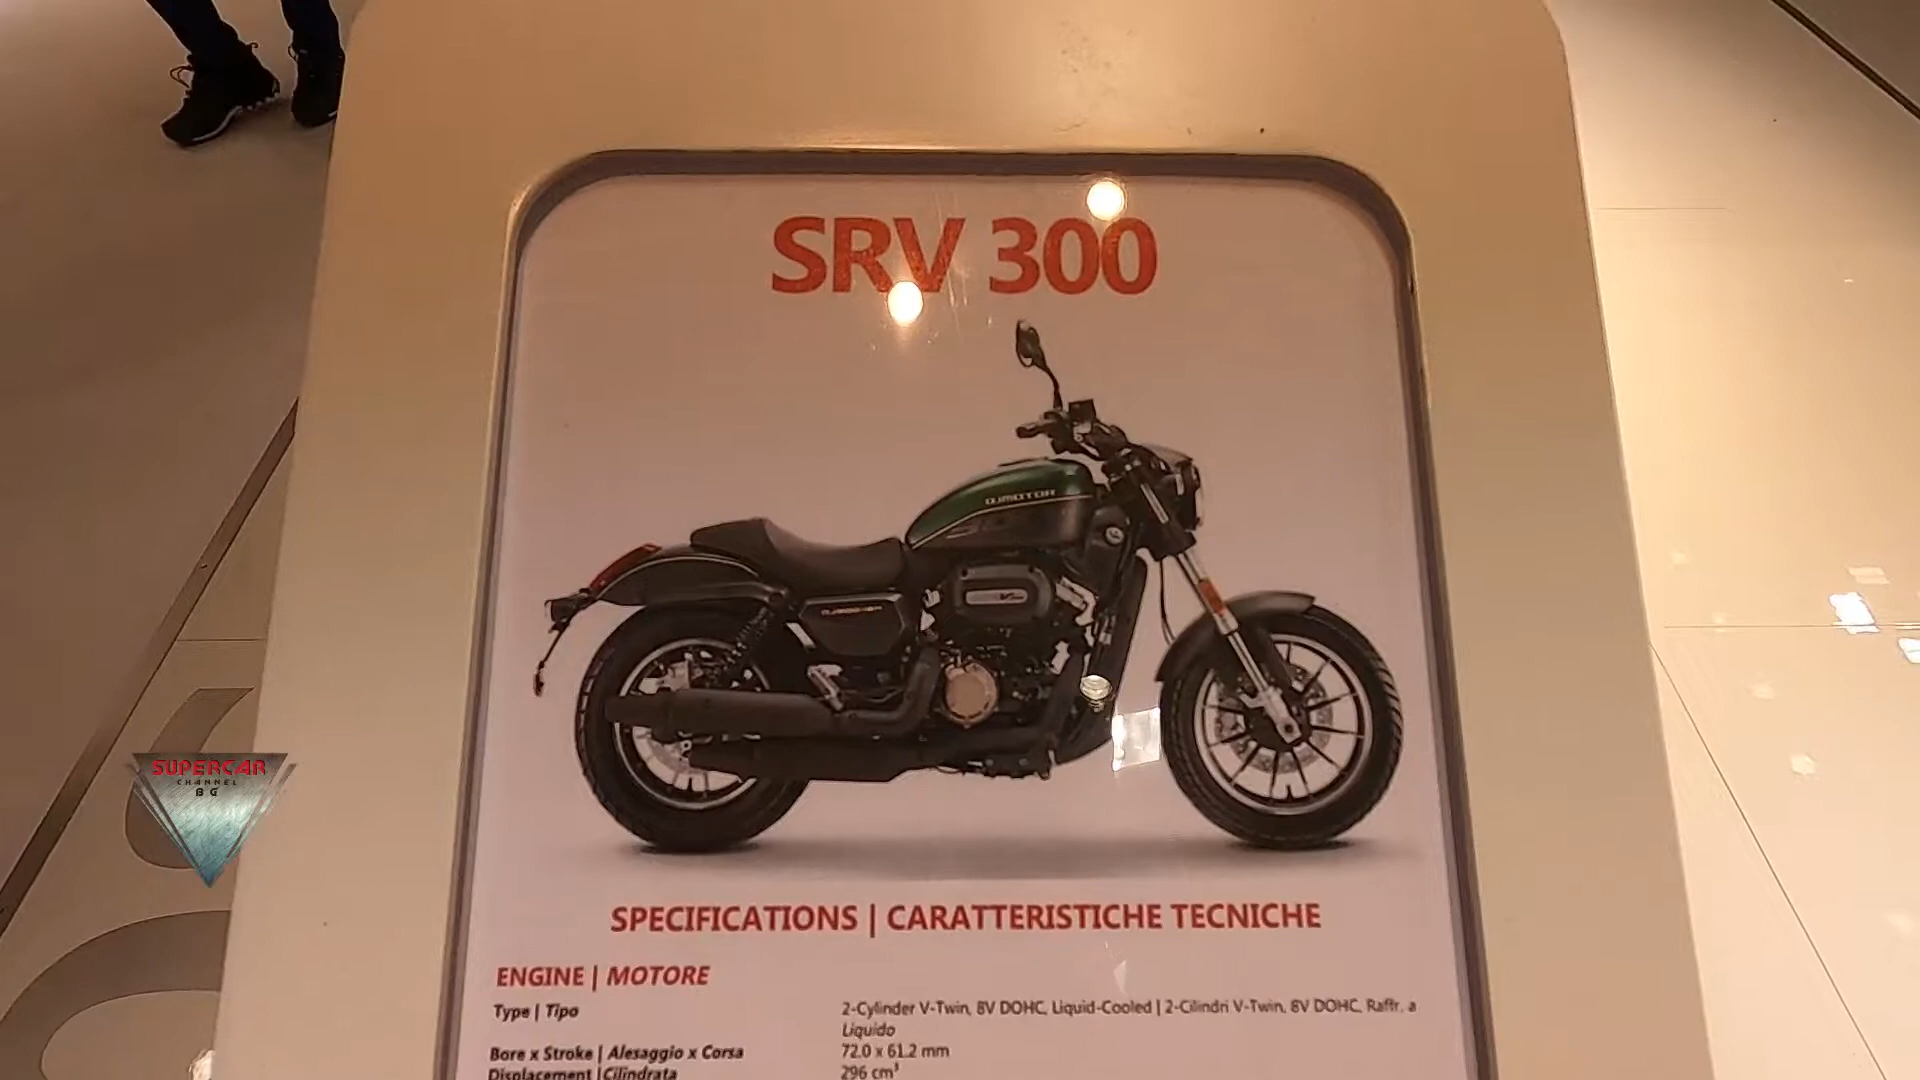 SRV 300
QJMOTOR
SUPERCAR
CHANNEL
BG
SPECIFICATIONS | CARATTERISTICHE TECNICHE
ENGINE | MOTORE
Type | Tipo 2-Cylinder V-Twin, 8V DOHC, Liquid-Cooled | 2-Cilindri V-Twin, 8V DOHC, Raffr. a
Liquido
Bore x Stroke | Alesaggio x Corsa 72.0 x 61.2 mm
Displacement | Cilindrata 296 cm³